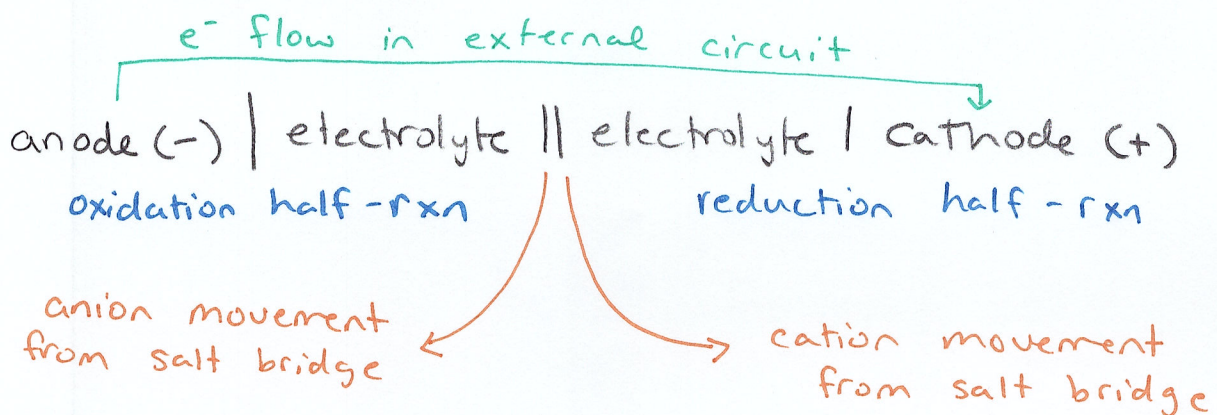 e⁻ flow in external circuit
anode (-) | electrolyte || electrolyte | cathode (+)
oxidation half-rxn
reduction half-rxn
anion movement
from salt bridge
cation movement
from salt bridge